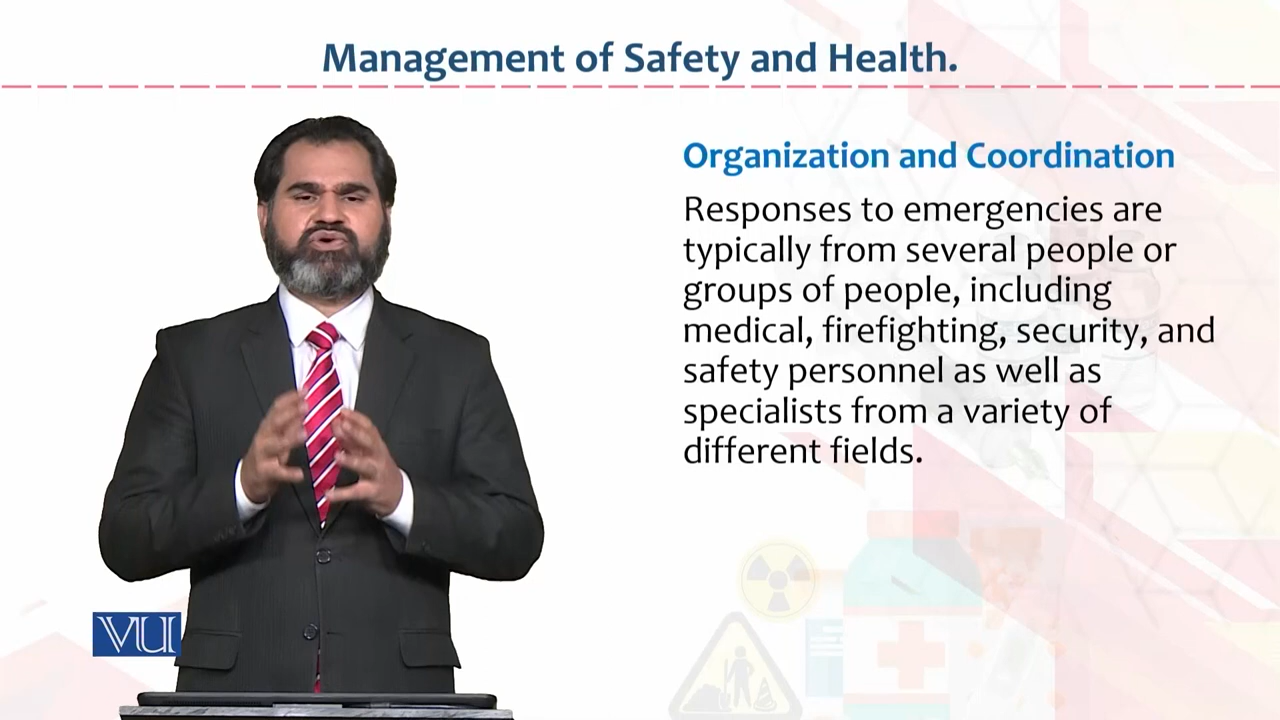 Management of Safety and Health.
Organization and Coordination
Responses to emergencies are
typically from several people or
groups of people, including
medical, firefighting, security, and
safety personnel as well as
specialists from a variety of
different fields.
VU